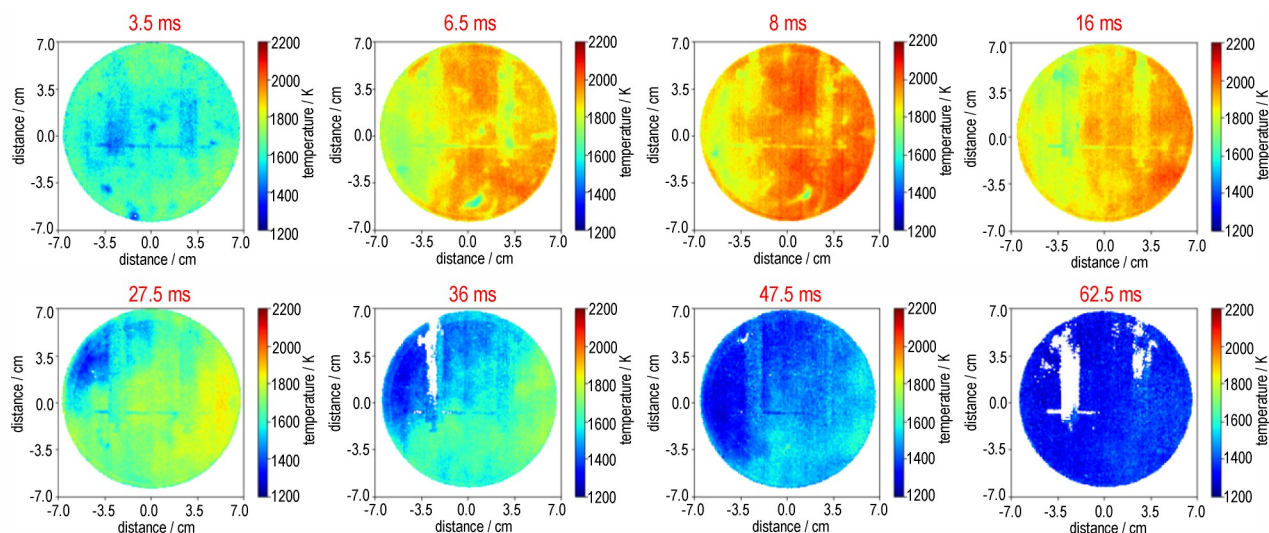 3.5 ms
7.0
3.5
0.0
-3.5
-7.0
distance / cm
-7.0 -3.5 0.0 3.5 7.0
distance / cm
2200
2000
1800
1600
1400
1200
temperature / K
6.5 ms
7.0
3.5
0.0
-3.5
-7.0
distance / cm
-7.0 -3.5 0.0 3.5 7.0
distance / cm
2200
2000
1800
1600
1400
1200
temperature / K
8 ms
7.0
3.5
0.0
-3.5
-7.0
distance / cm
-7.0 -3.5 0.0 3.5 7.0
distance / cm
2200
2000
1800
1600
1400
1200
temperature / K
16 ms
7.0
3.5
0.0
-3.5
-7.0
distance / cm
-7.0 -3.5 0.0 3.5 7.0
distance / cm
2200
2000
1800
1600
1400
1200
temperature / K
27.5 ms
7.0
3.5
0.0
-3.5
-7.0
distance / cm
-7.0 -3.5 0.0 3.5 7.0
distance / cm
2200
2000
1800
1600
1400
1200
temperature / K
36 ms
7.0
3.5
0.0
-3.5
-7.0
distance / cm
-7.0 -3.5 0.0 3.5 7.0
distance / cm
2200
2000
1800
1600
1400
1200
temperature / K
47.5 ms
7.0
3.5
0.0
-3.5
-7.0
distance / cm
-7.0 -3.5 0.0 3.5 7.0
distance / cm
2200
2000
1800
1600
1400
1200
temperature / K
62.5 ms
7.0
3.5
0.0
-3.5
-7.0
distance / cm
-7.0 -3.5 0.0 3.5 7.0
distance / cm
2200
2000
1800
1600
1400
1200
temperature / K